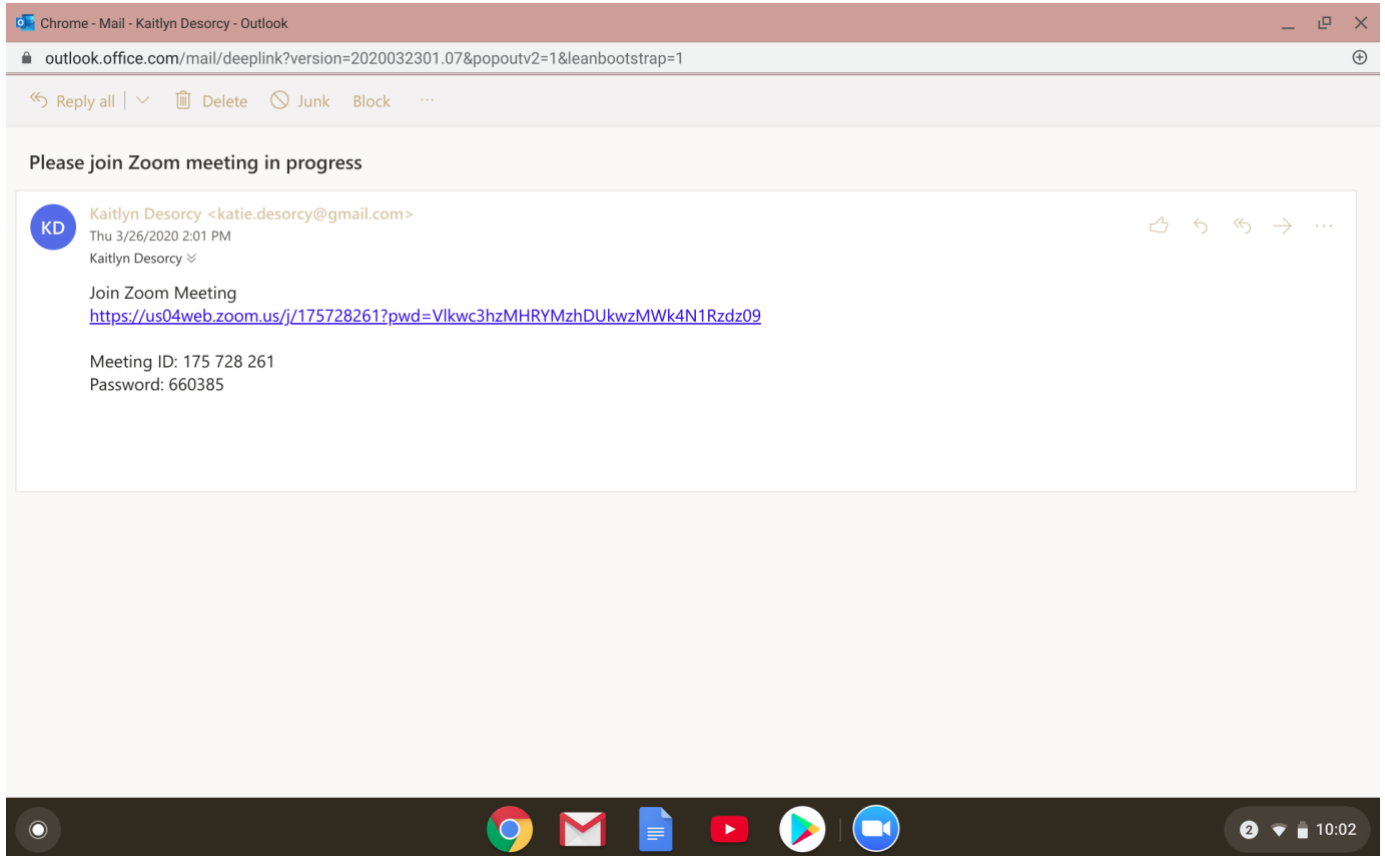 Chrome - Mail - Kaitlyn Desorcy - Outlook
outlook.office.com/mail/deeplink?version=2020032301.07&popoutv2=1&leanbootstrap=1
Reply all Delete Junk Block ...
Please join Zoom meeting in progress
KD
Kaitlyn Desorcy <katie.desorcy@gmail.com>
Thu 3/26/2020 2:01 PM
Kaitlyn Desorcy
Join Zoom Meeting
https://us04web.zoom.us/j/175728261?pwd=Vlkwc3hzMHRYMzhDUkwzMWk4N1Rzdz09
Meeting ID: 175 728 261
Password: 660385
2 10:02